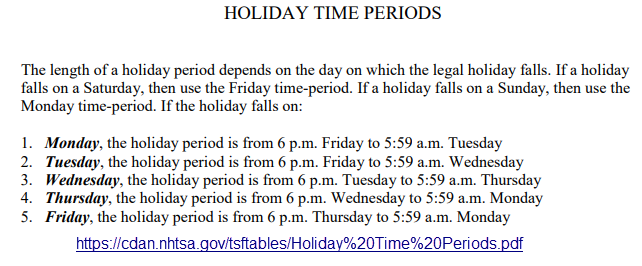 HOLIDAY TIME PERIODS
The length of a holiday period depends on the day on which the legal holiday falls. If a holiday
falls on a Saturday, then use the Friday time-period. If a holiday falls on a Sunday, then use the
Monday time-period. If the holiday falls on:
1. Monday, the holiday period is from 6 p.m. Friday to 5:59 a.m. Tuesday
2. Tuesday, the holiday period is from 6 p.m. Friday to 5:59 a.m. Wednesday
3. Wednesday, the holiday period is from 6 p.m. Tuesday to 5:59 a.m. Thursday
4. Thursday, the holiday period is from 6 p.m. Wednesday to 5:59 a.m. Monday
5. Friday, the holiday period is from 6 p.m. Thursday to 5:59 a.m. Monday
https://cdan.nhtsa.gov/tsftables/Holiday%20Time%20Periods.pdf